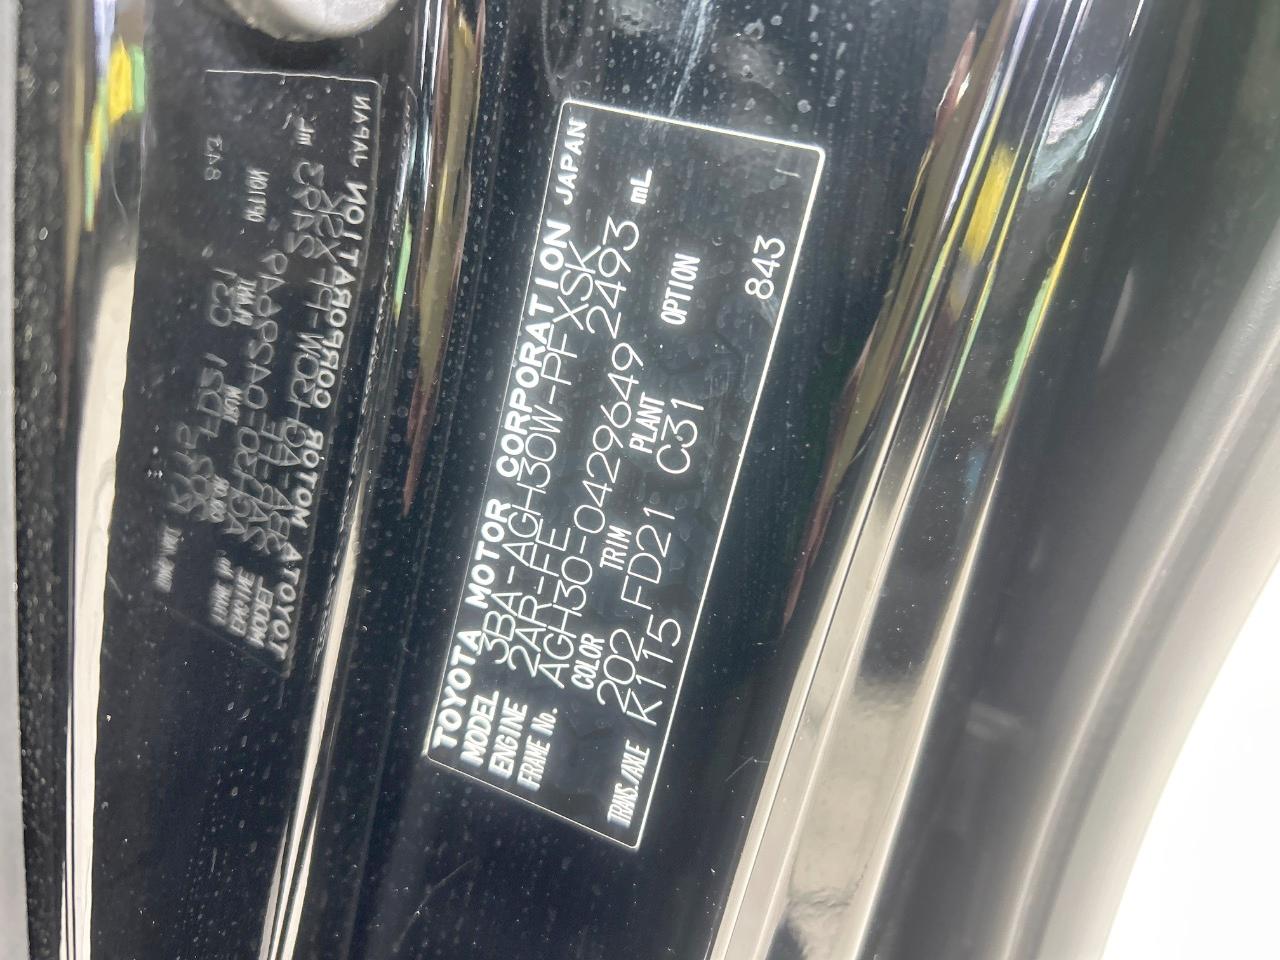 TOYOTA MOTOR CORPORATION JAPAN
MODEL 3BA-AGH30W-PFXSK
ENGINE 2AR-FE 2493 mL
FRAME No. AGH30-0429649
COLOR TRIM PLANT OPTION
202 FD21 C31
TRANS./AXLE K115 843